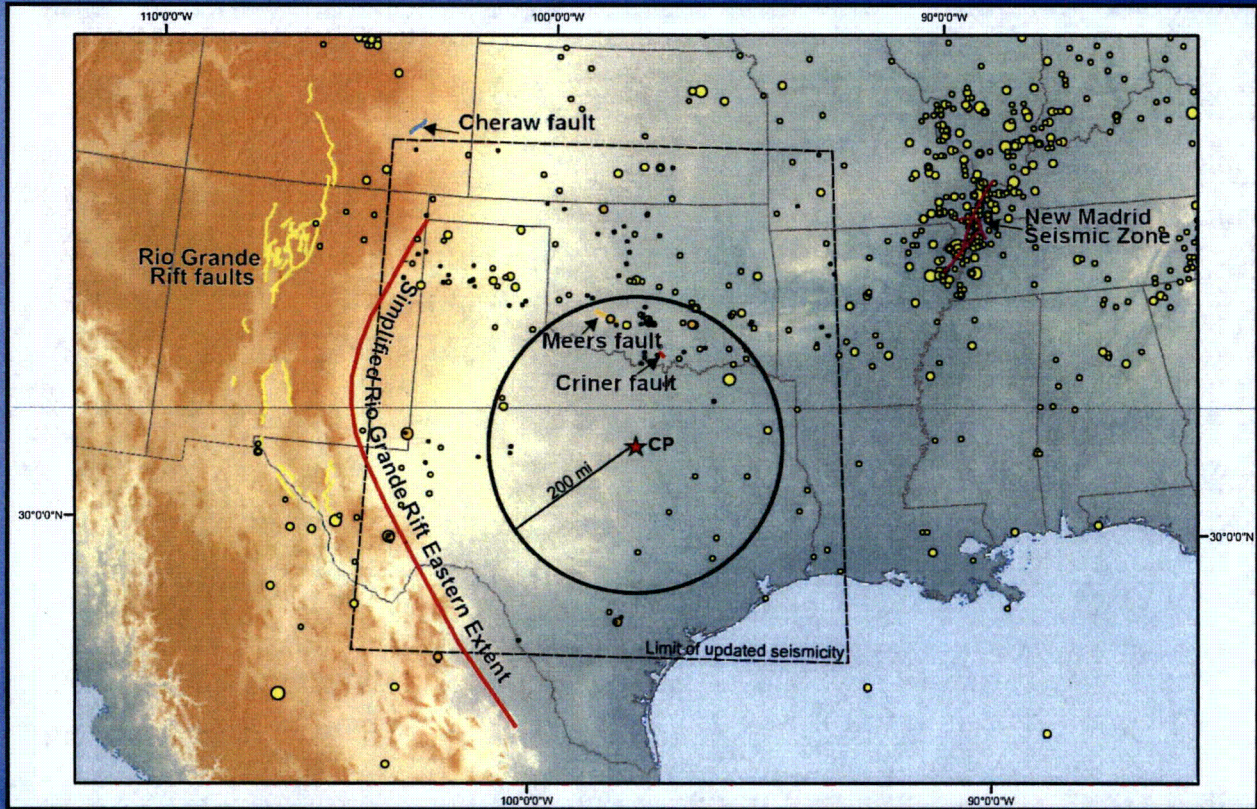 110°0'0"W
100°0'0"W
90°0'0"W
Cheraw fault
New Madrid
Seismic Zone
Rio Grande
Rift faults
Meers fault
Criner fault
Simplified Rio Grande Rift Eastern Extent
CP
200 mi
30°0'0"N
30°0'0"N
Limit of updated seismicity
100°0'0"W
90°0'0"W